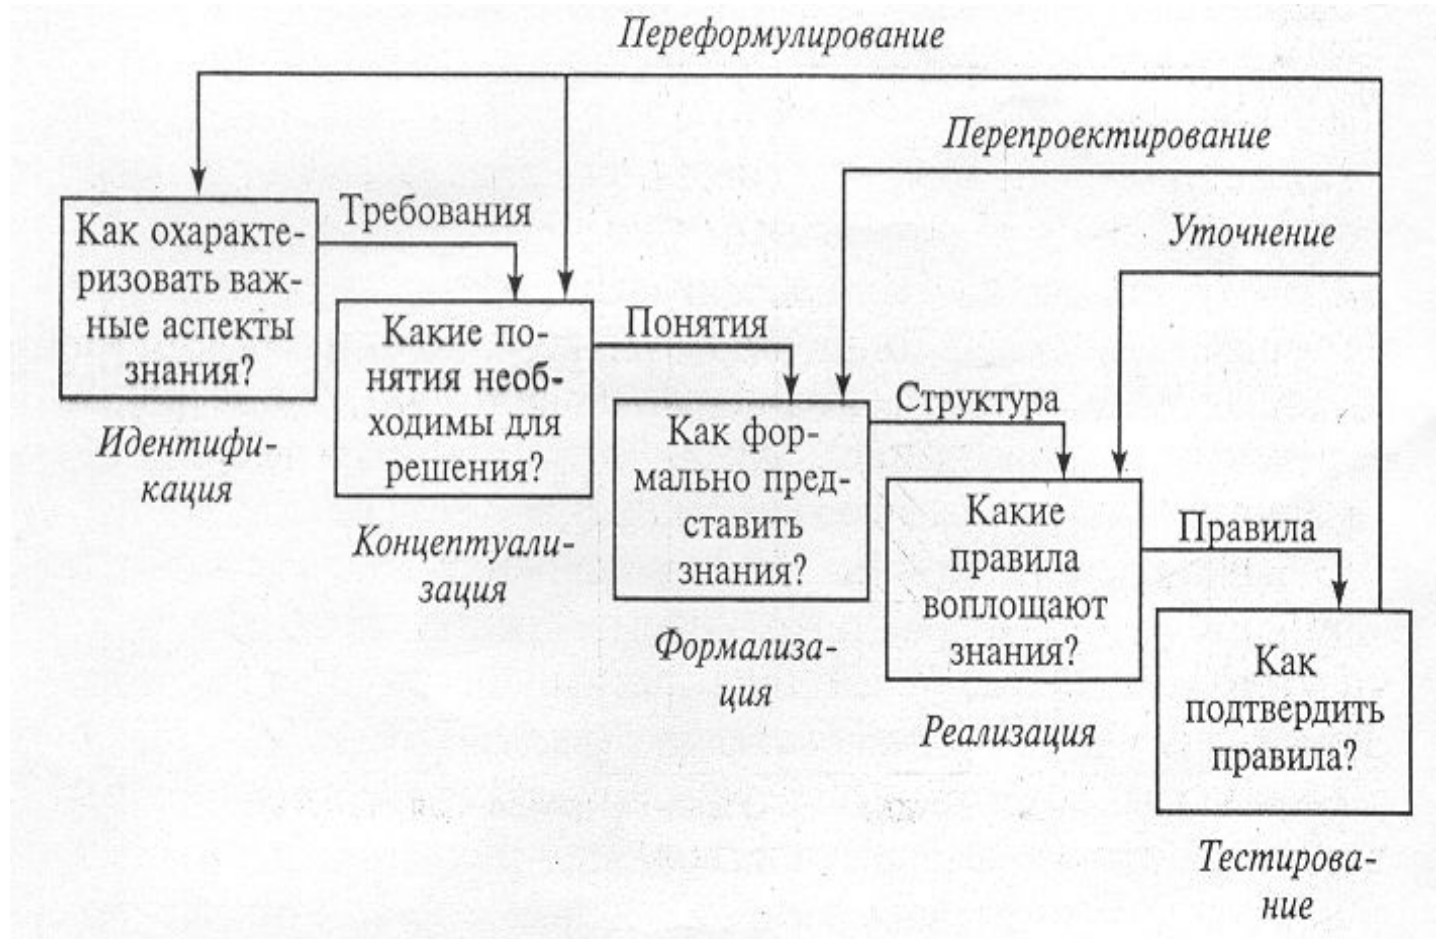 Переформулирование
Перепроектирование
Уточнение
Как охаракте-
ризовать важ-
ные аспекты
знания?
Идентифи-
кация
Требования
Какие по-
нятия необ-
ходимы для
решения?
Концептуали-
зация
Понятия
Как фор-
мально пред-
ставить
знания?
Формализа-
ция
Структура
Какие
правила
воплощают
знания?
Реализация
Правила
Как
подтвердить
правила?
Тестирова-
ние